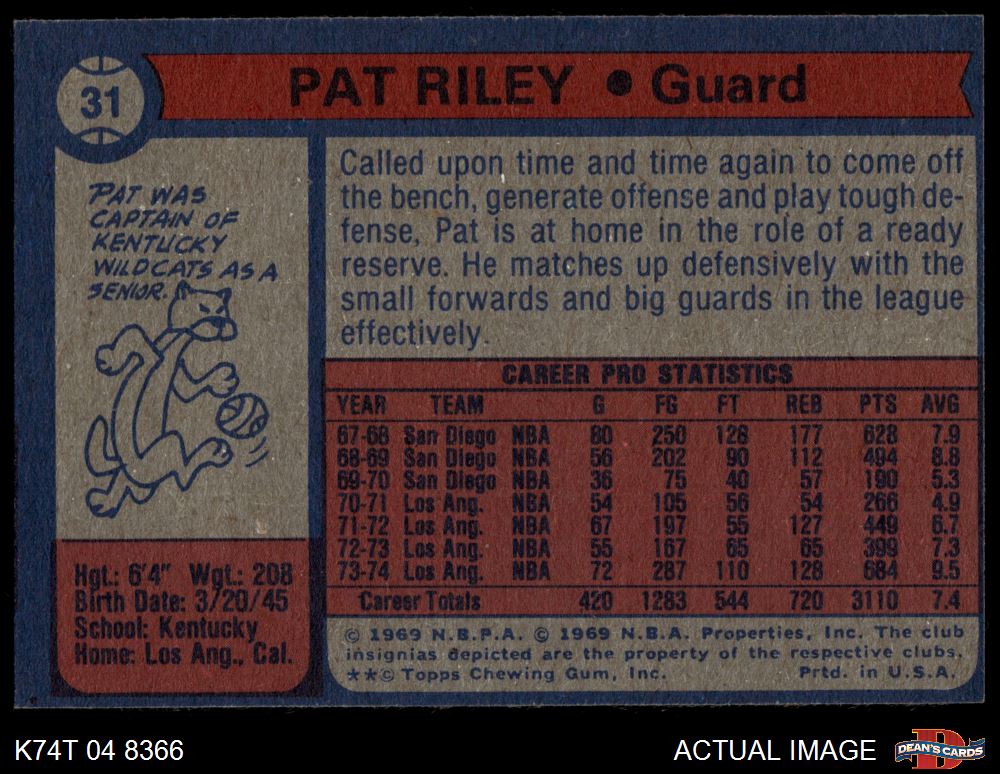 31
PAT RILEY • Guard
PAT WAS
CAPTAIN OF
KENTUCKY
WILDCATS AS A
SENIOR.
Called upon time and time again to come off
the bench, generate offense and play tough de-
fense, Pat is at home in the role of a ready
reserve. He matches up defensively with the
small forwards and big guards in the league
effectively.
CAREER PRO STATISTICS
YEAR TEAM G FG FT REB PTS AVG
67-68 San Diego NBA 80 250 128 177 628 7.9
68-69 San Diego NBA 56 202 90 112 494 8.8
69-70 San Diego NBA 36 75 40 57 190 5.3
70-71 Los Ang. NBA 54 105 56 54 266 4.9
71-72 Los Ang. NBA 67 197 55 127 449 6.7
72-73 Los Ang. NBA 55 167 65 65 399 7.3
73-74 Los Ang. NBA 72 287 110 128 684 9.5
Career Totals 420 1283 544 720 3110 7.4
Hgt.: 6'4" Wgt.: 208
Birth Date: 3/20/45
School: Kentucky
Home: Los Ang., Cal.
© 1969 N.B.P.A. © 1969 N.B.A. Properties, Inc. The club
insignias depicted are the property of the respective clubs.
**© Topps Chewing Gum, Inc. Prtd. in U.S.A.
K74T 04 8366
ACTUAL IMAGE
DEAN'S CARDS